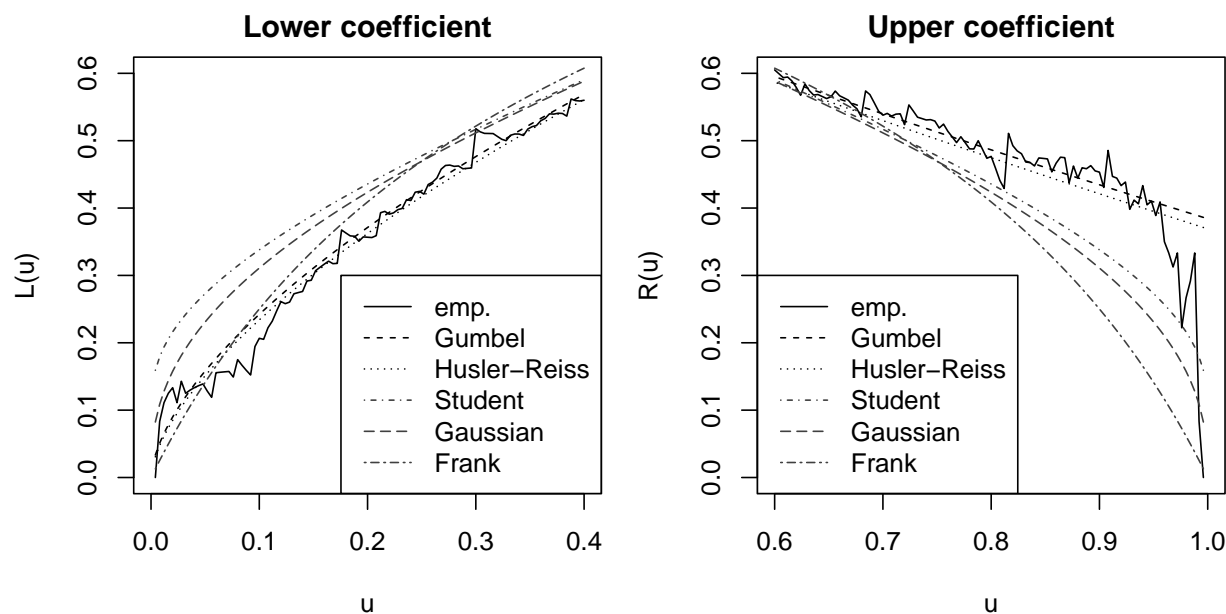 Lower coefficient
L(u)
0.6
0.5
0.4
0.3
0.2
0.1
0.0
emp.
Gumbel
Husler−Reiss
Student
Gaussian
Frank
0.0 0.1 0.2 0.3 0.4
u
Upper coefficient
R(u)
0.6
0.5
0.4
0.3
0.2
0.1
0.0
emp.
Gumbel
Husler−Reiss
Student
Gaussian
Frank
0.6 0.7 0.8 0.9 1.0
u